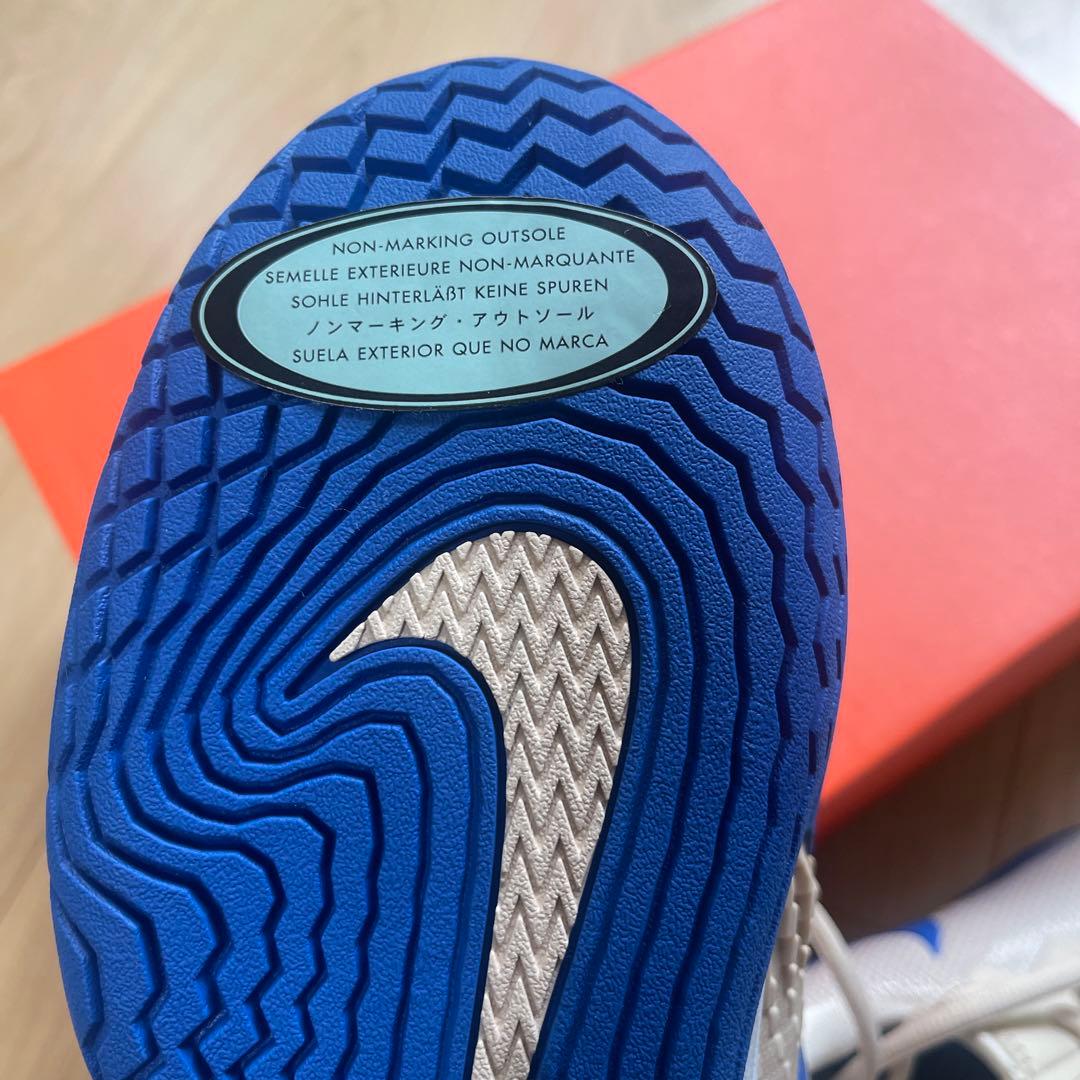 NON-MARKING OUTSOLE
SEMELLE EXTERIEURE NON-MARQUANTE
SOHLE HINTERLÄßT KEINE SPUREN
ノンマーキング・アウトソール
SUELA EXTERIOR QUE NO MARCA